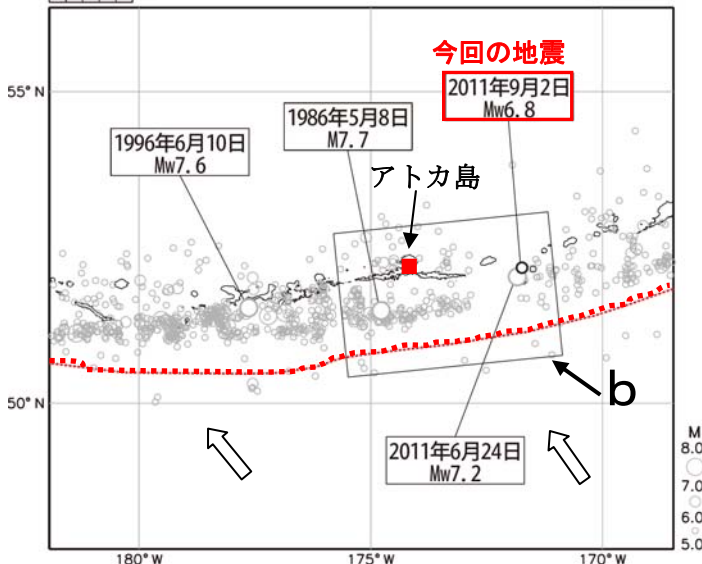 今回の地震
55°N
2011年9月2日
Mw6.8
1986年5月8日
M7.7
1996年6月10日
Mw7.6
アトカ島
50°N
b
2011年6月24日
Mw7.2
M
8.0
7.0
6.0
5.0
180°W
175°W
170°W